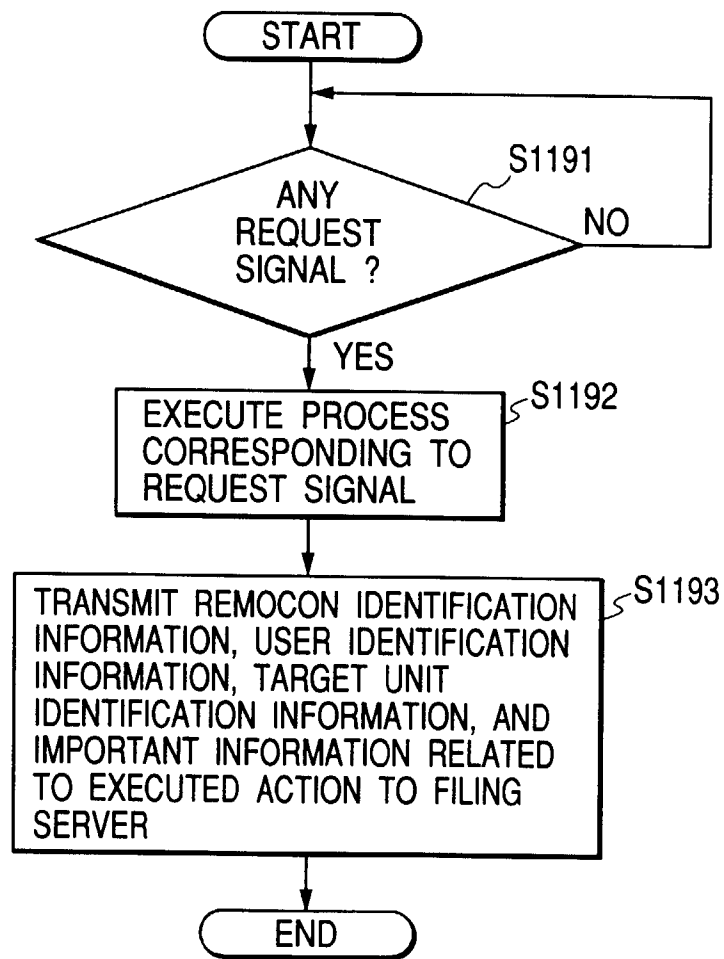 START
S1191
ANY
REQUEST
SIGNAL ?
NO
YES
S1192
EXECUTE PROCESS
CORRESPONDING TO
REQUEST SIGNAL
S1193
TRANSMIT REMOCON IDENTIFICATION
INFORMATION, USER IDENTIFICATION
INFORMATION, TARGET UNIT
IDENTIFICATION INFORMATION, AND
IMPORTANT INFORMATION RELATED
TO EXECUTED ACTION TO FILING
SERVER
END